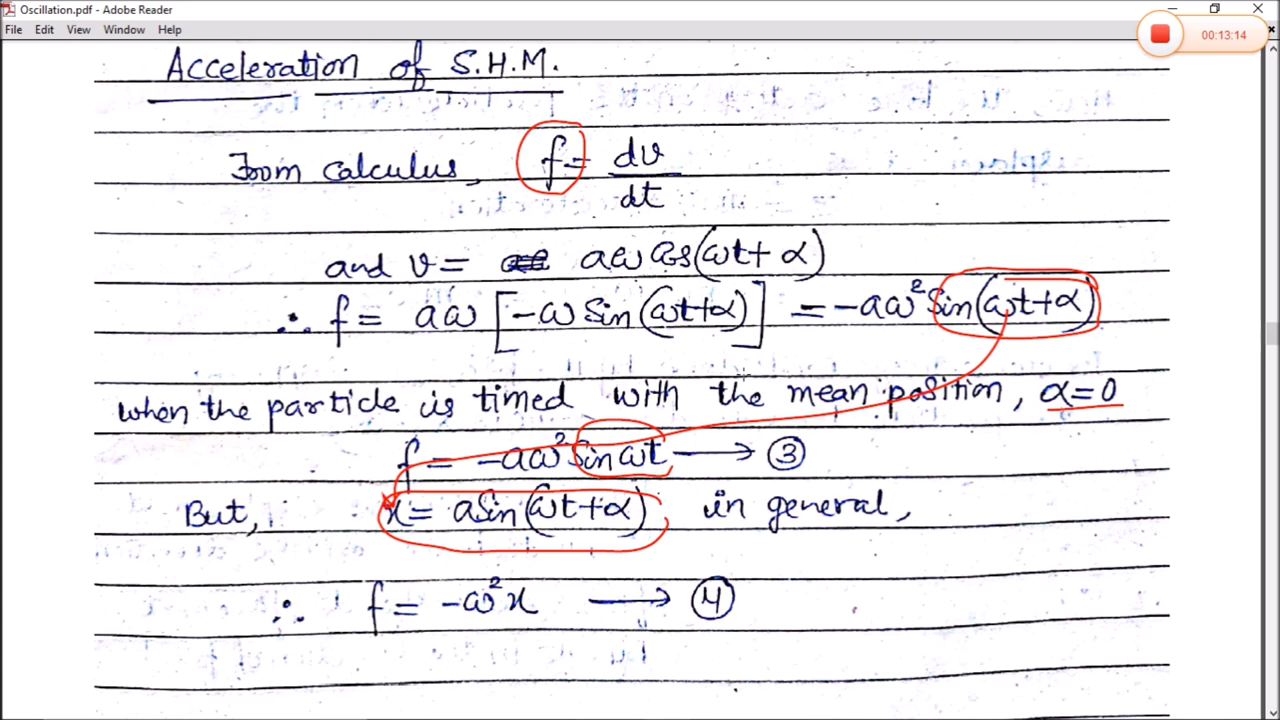 Oscillation.pdf - Adobe Reader
File Edit View Window Help
00:13:14
Acceleration of S.H.M.
From calculus, f = dv/dt
and v = aω cos(ωt + α)
∴ f = aω [-ω Sin (ωt+α)] = -aω² Sin (ωt+α)
when the particle is timed with the mean position, α=0
f = -aω² Sin ωt → ③
But, x = aSin (ωt+α) in general,
∴ f = -ω²x → ④